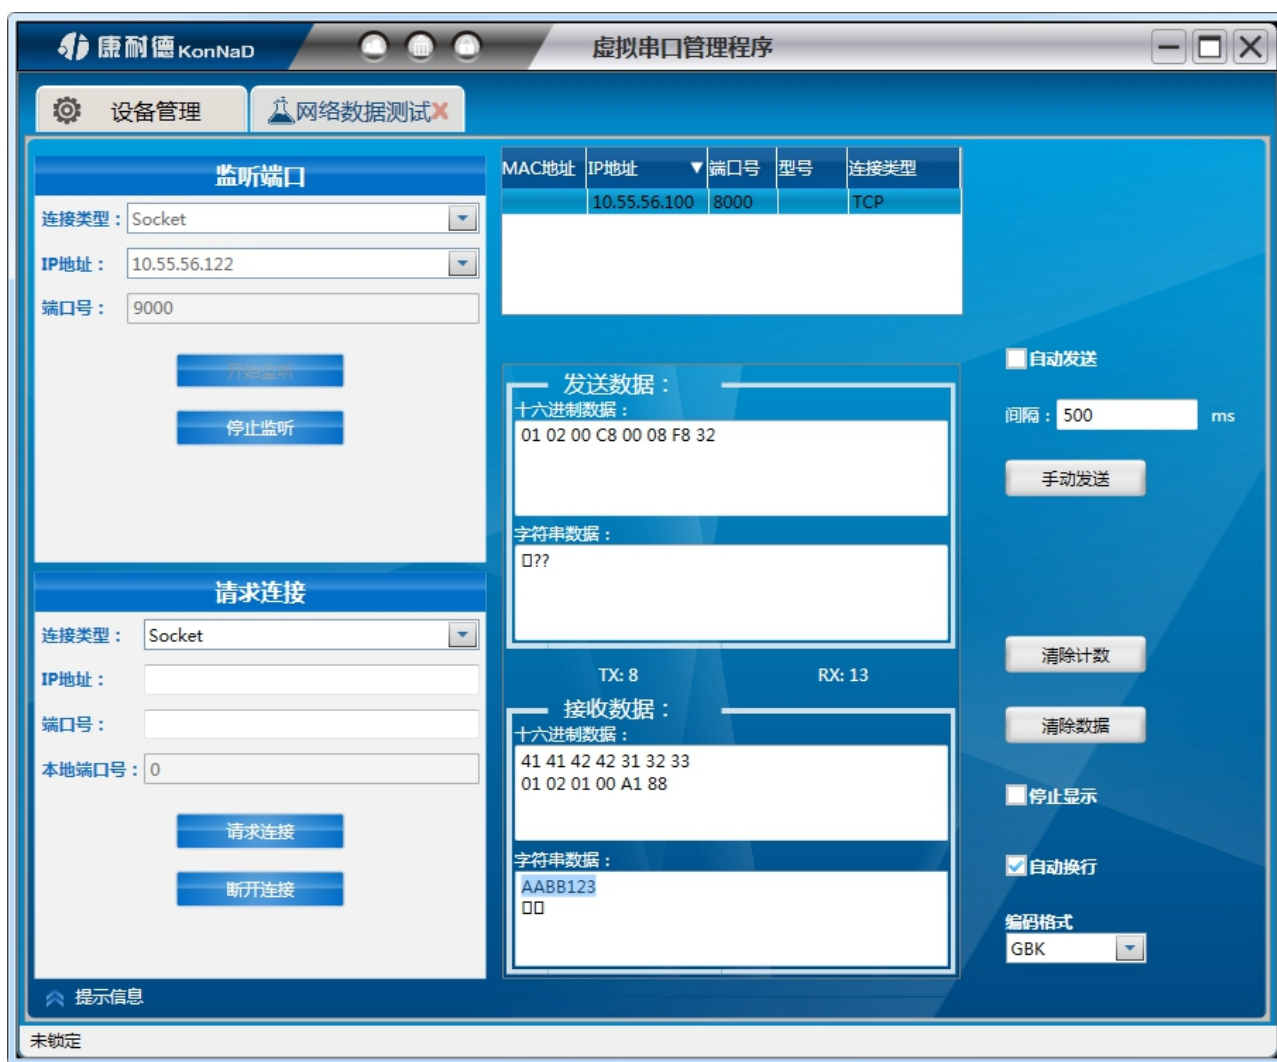 康耐德 KonNaD
虚拟串口管理程序
设备管理
网络数据测试
监听端口
连接类型：Socket
IP地址：10.55.56.122
端口号：9000
开始监听
停止监听
请求连接
连接类型：Socket
IP地址：
端口号：
本地端口号：0
请求连接
断开连接
MAC地址 IP地址 端口号 型号 连接类型
10.55.56.100 8000 TCP
发送数据：
十六进制数据：
01 02 00 C8 00 08 F8 32
字符串数据：
▯??
TX: 8 RX: 13
接收数据：
十六进制数据：
41 41 42 42 31 32 33
01 02 01 00 A1 88
字符串数据：
AABB123
▯▯
自动发送
间隔：500 ms
手动发送
清除计数
清除数据
停止显示
自动换行
编码格式
GBK
提示信息
未锁定